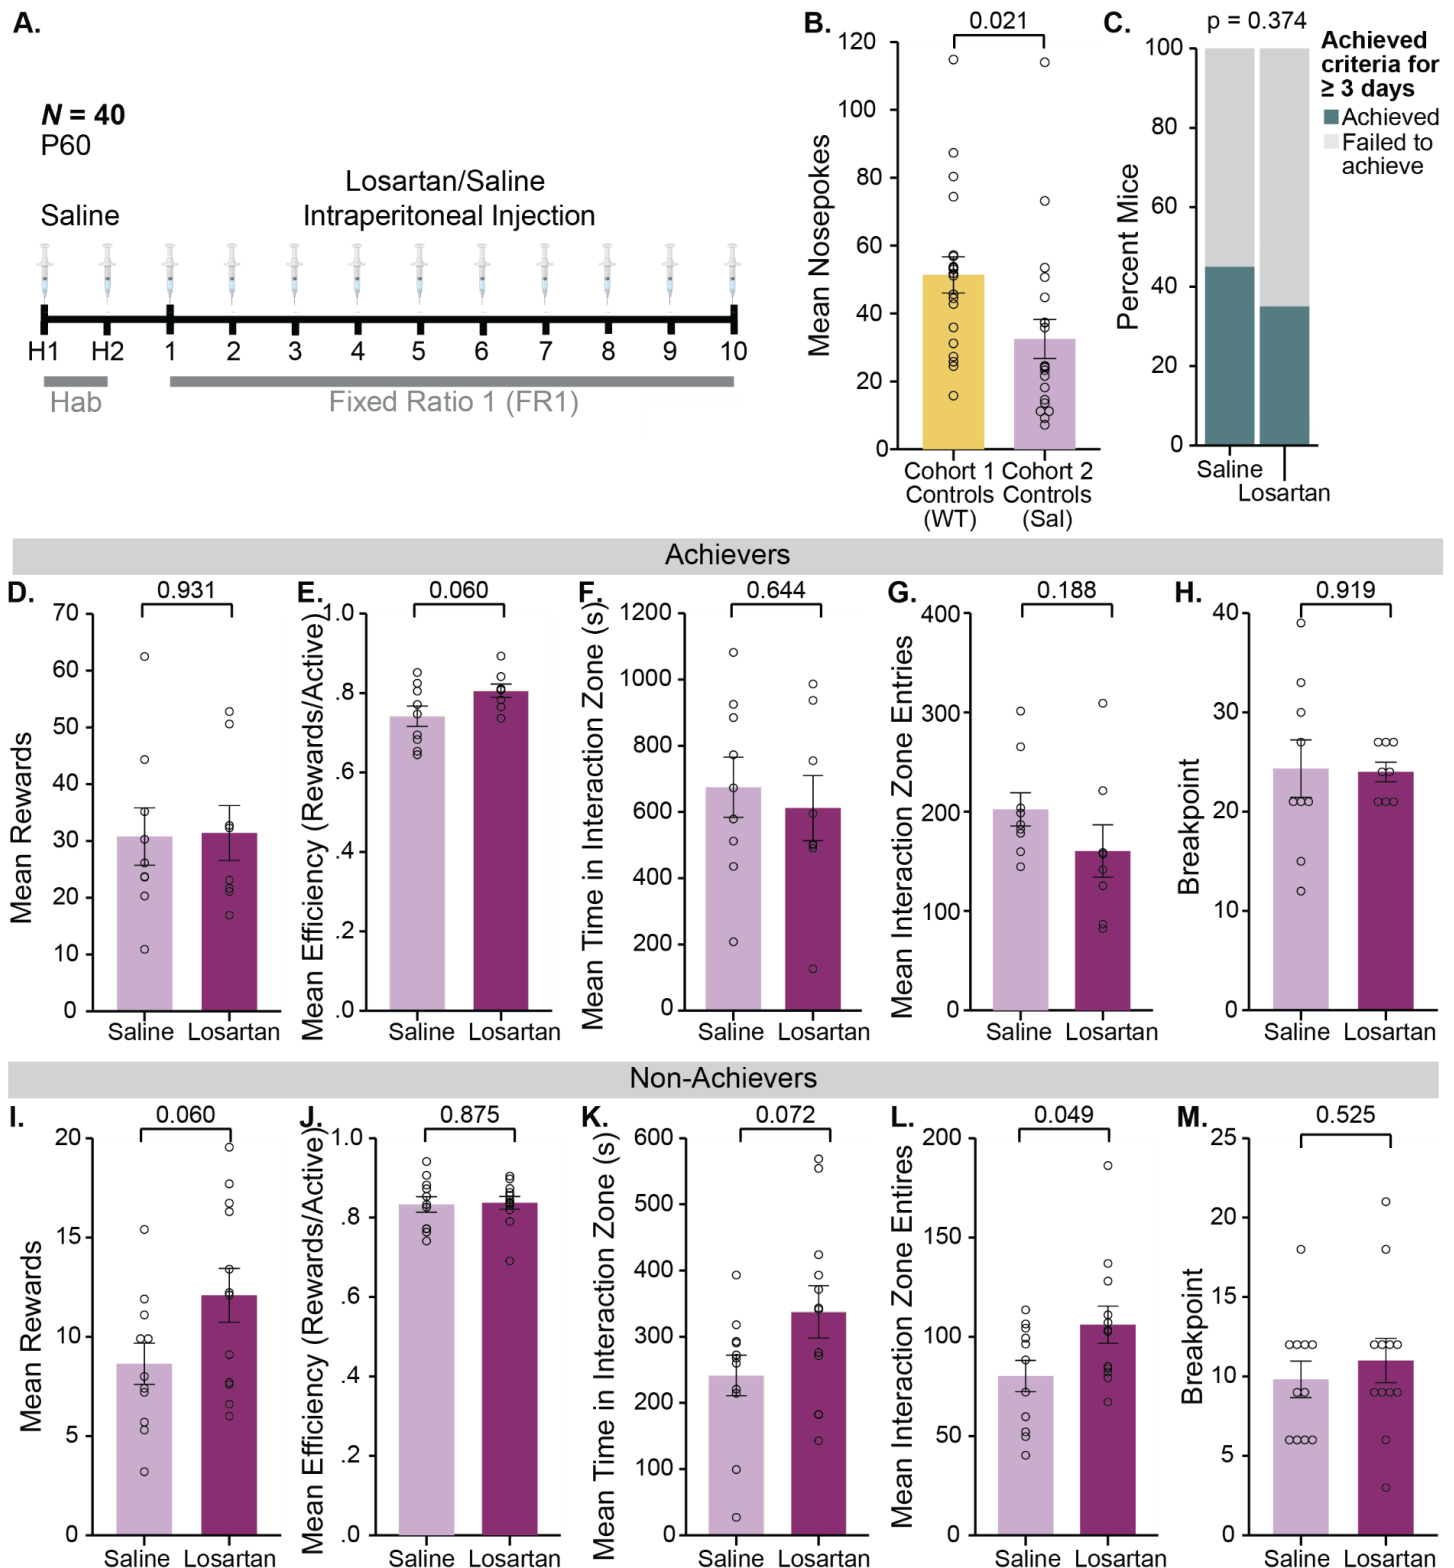 A.
N = 40
P60
Saline
Losartan/Saline
Intraperitoneal Injection
H1 H2 1 2 3 4 5 6 7 8 9 10
Hab
Fixed Ratio 1 (FR1)
B.
0.021
Mean Nosepokes
120
100
80
60
40
20
0
Cohort 1
Controls
(WT)
Cohort 2
Controls
(Sal)
C.
p = 0.374
Percent Mice
100
80
60
40
20
0
Saline
Losartan
Achieved
criteria for
≥ 3 days
Achieved
Failed to
achieve
Achievers
D.
0.931
Mean Rewards
70
60
50
40
30
20
10
0
Saline Losartan
E.
0.060
Mean Efficiency (Rewards/Active)
1.0
.8
.6
.4
.2
.0
Saline Losartan
F.
0.644
Mean Time in Interaction Zone (s)
1200
1000
800
600
400
200
0
Saline Losartan
G.
0.188
Mean Interaction Zone Entries
400
300
200
100
0
Saline Losartan
H.
0.919
Breakpoint
40
30
20
10
0
Saline Losartan
Non-Achievers
I.
0.060
Mean Rewards
20
15
10
5
0
Saline Losartan
J.
0.875
Mean Efficiency (Rewards/Active)
1.0
.8
.6
.4
.2
.0
Saline Losartan
K.
0.072
Mean Time in Interaction Zone (s)
600
500
400
300
200
100
0
Saline Losartan
L.
0.049
Mean Interaction Zone Entires
200
150
100
50
0
Saline Losartan
M.
0.525
Breakpoint
25
20
15
10
5
0
Saline Losartan